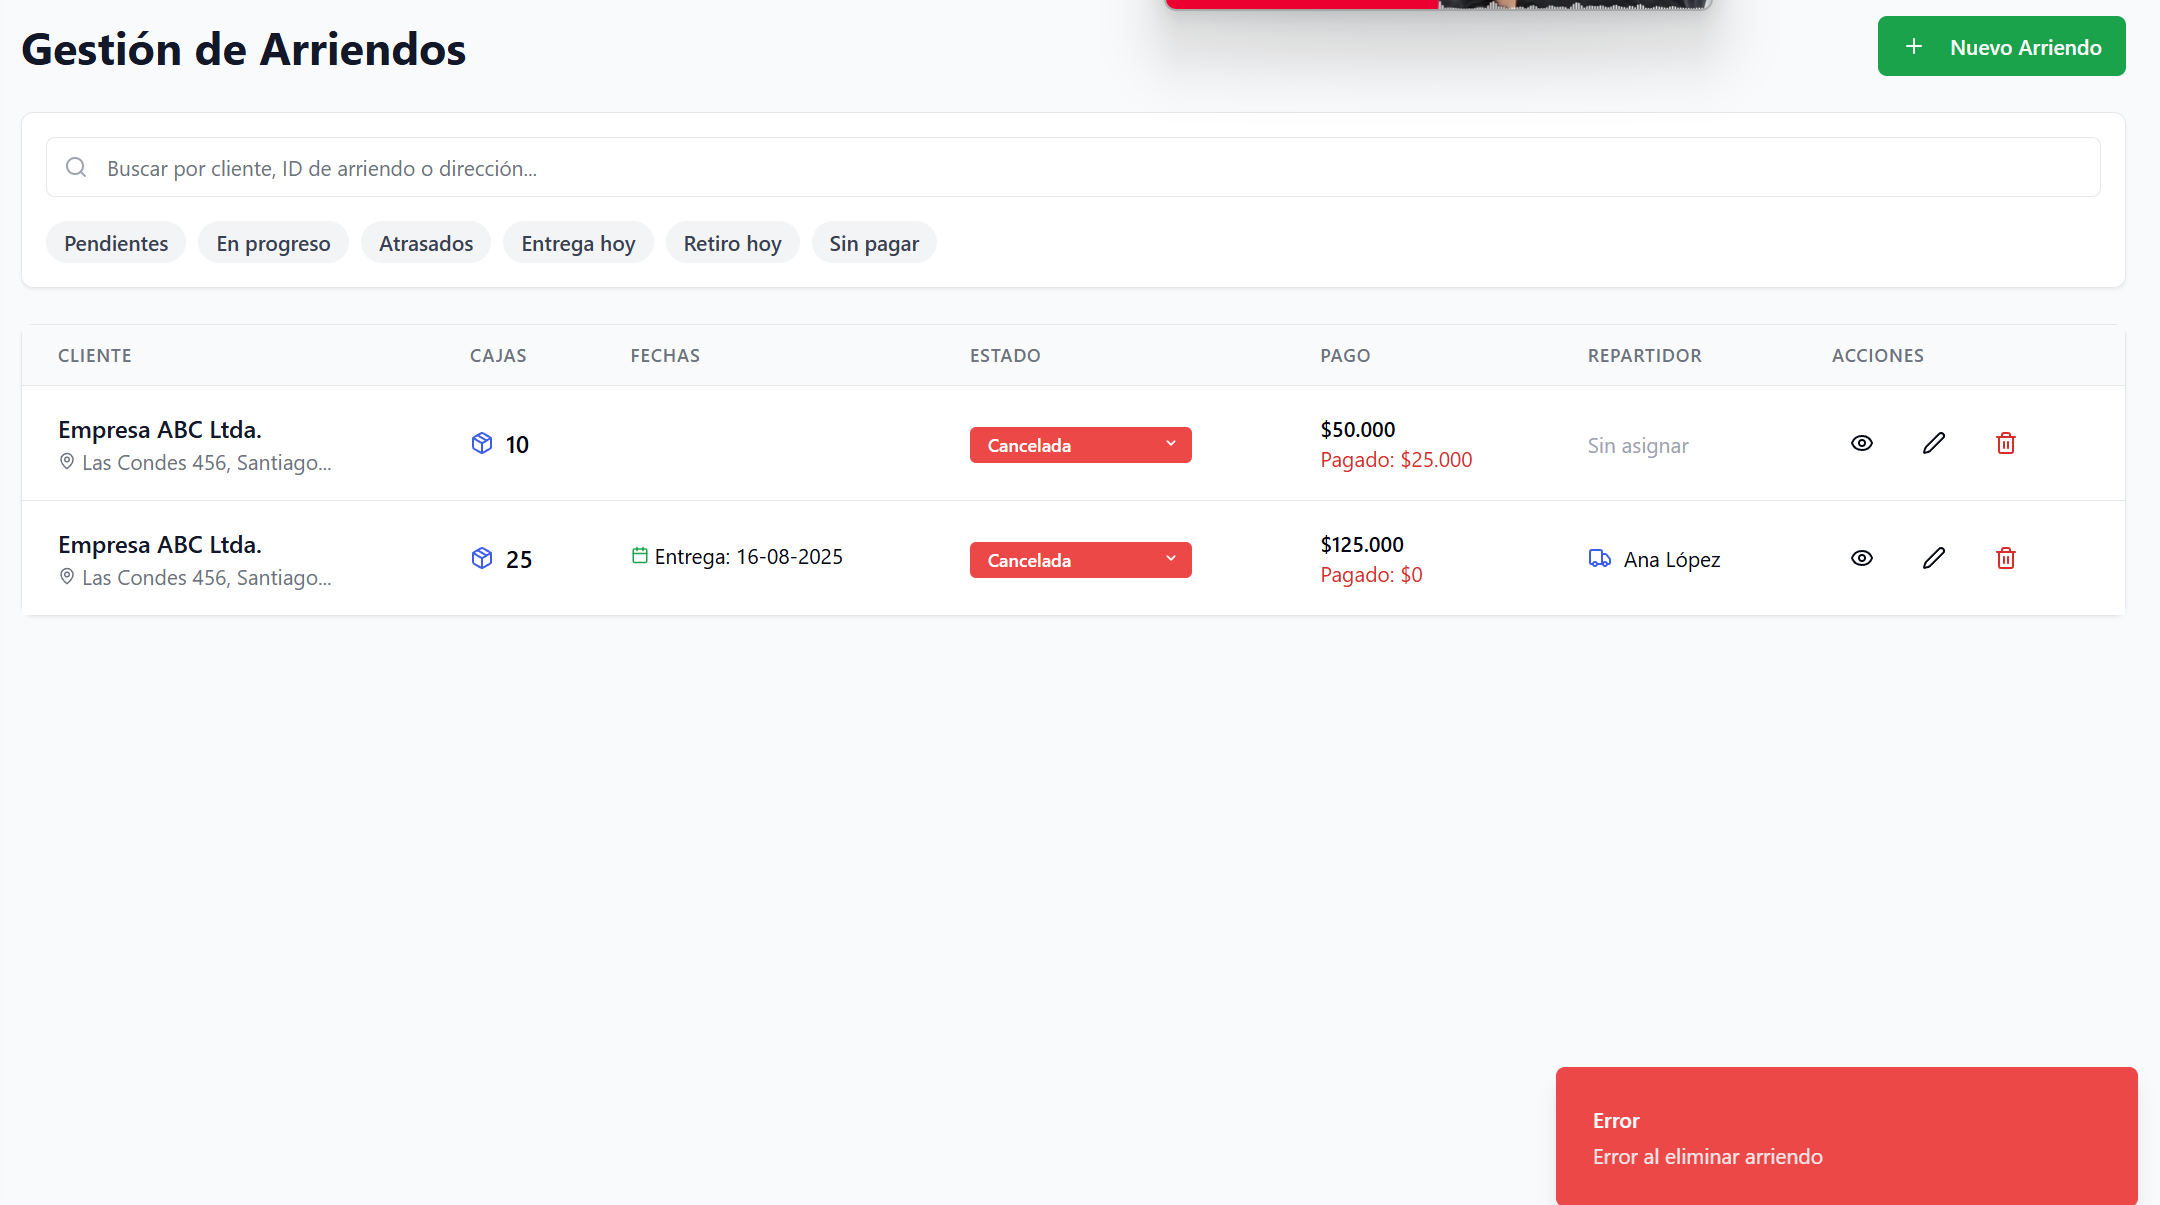 Gestión de Arriendos
Nuevo Arriendo
Buscar por cliente, ID de arriendo o dirección...
Pendientes
En progreso
Atrasados
Entrega hoy
Retiro hoy
Sin pagar
CLIENTE
CAJAS
FECHAS
ESTADO
PAGO
REPARTIDOR
ACCIONES
Empresa ABC Ltda.
Las Condes 456, Santiago...
10
Cancelada
$50.000
Pagado: $25.000
Sin asignar
Empresa ABC Ltda.
Las Condes 456, Santiago...
25
Entrega: 16-08-2025
Cancelada
$125.000
Pagado: $0
Ana López
Error
Error al eliminar arriendo